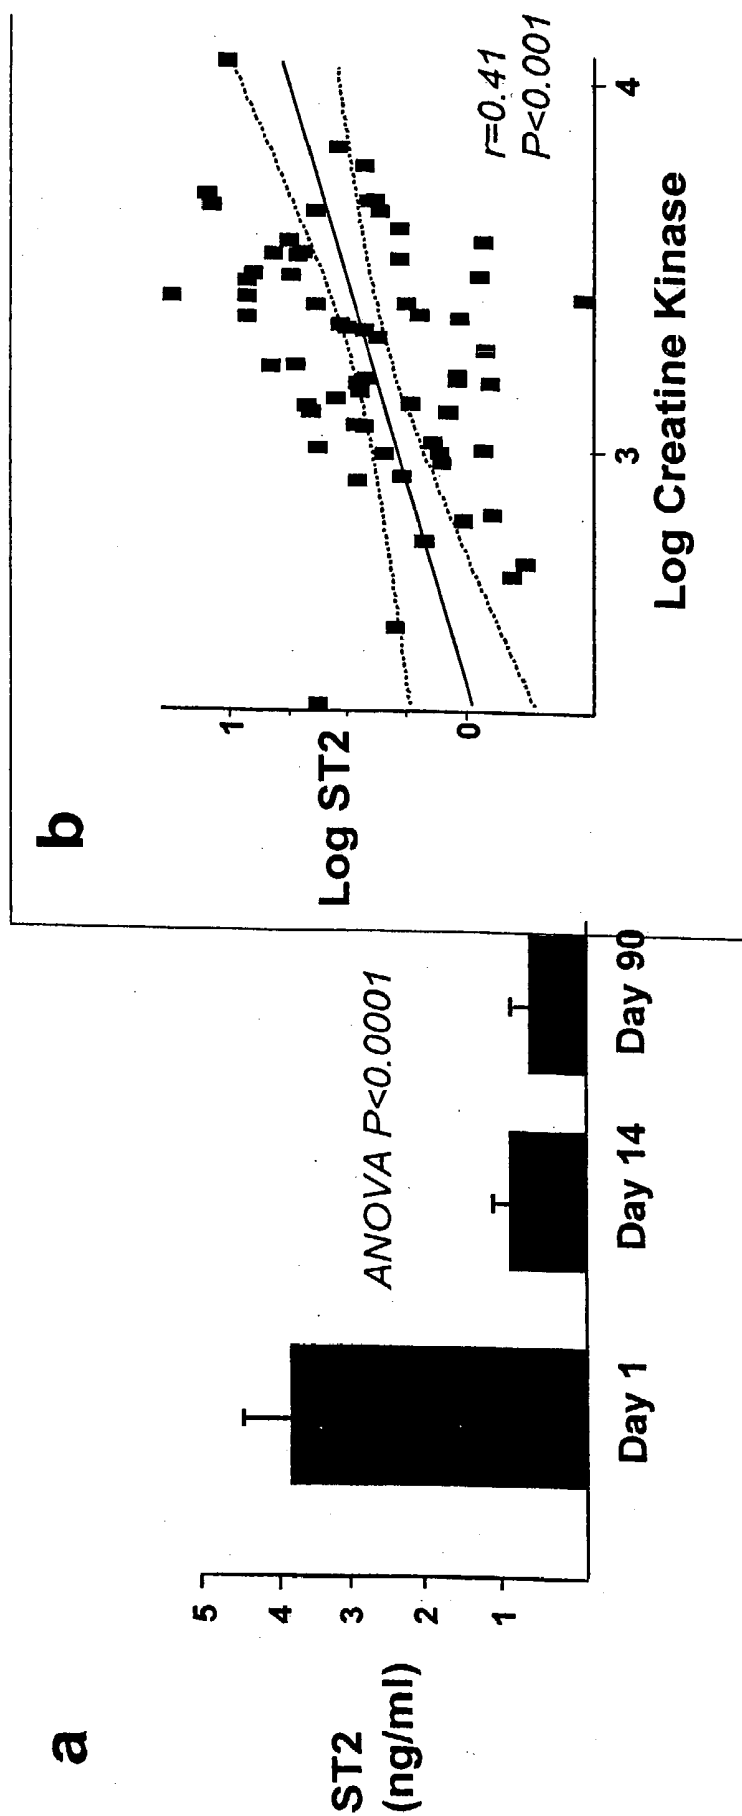 a
ST2
(ng/ml)
5
4
3
2
1
ANOVA P<0.0001
Day 1
Day 14
Day 90
b
Log ST2
1
0
r=0.41
P<0.001
3
4
Log Creatine Kinase